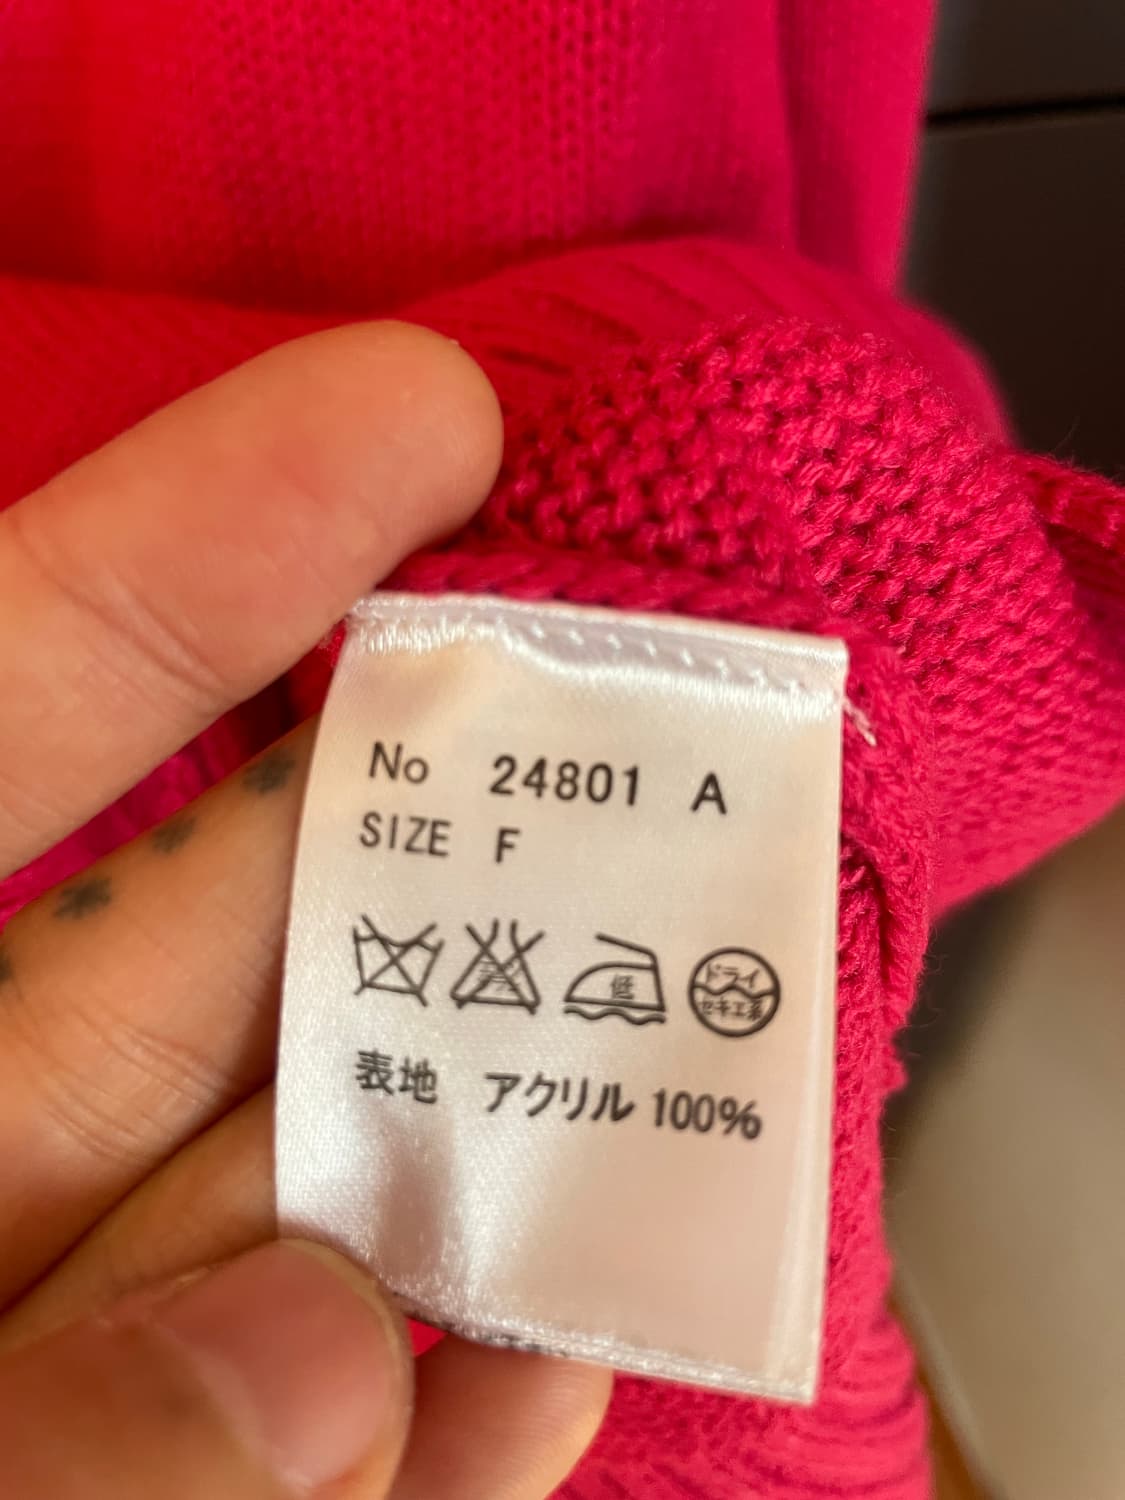 No 24801 A
SIZE F
低 ドライ
セキユ系
表地 アクリル 100%